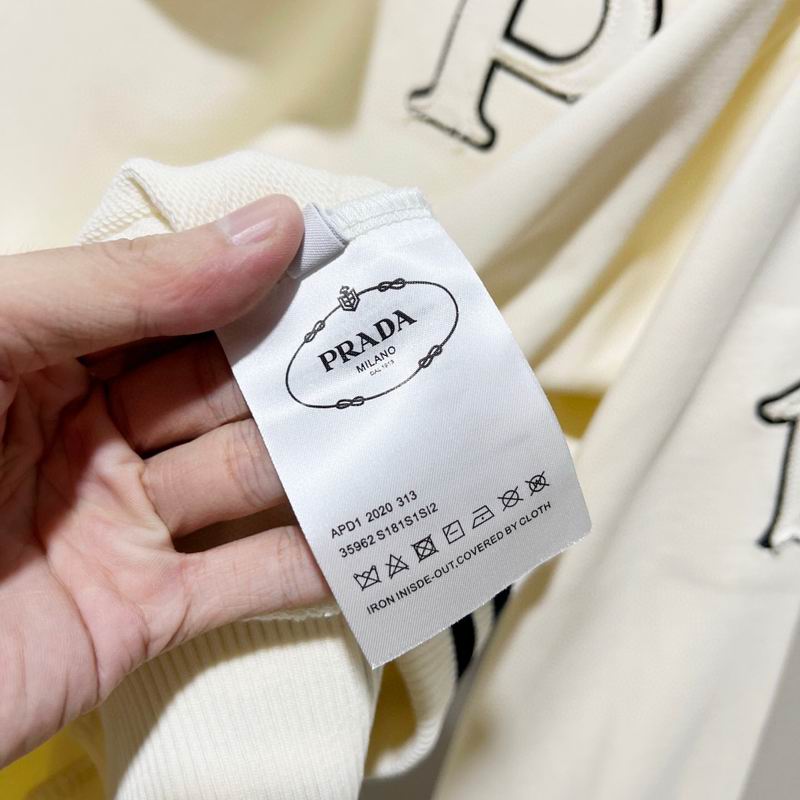 P
PRADA
MILANO
DAL 1913
APD1 2020 313
35962 S181S1SI2
IRON INISDE-OUT,COVERED BY CLOTH